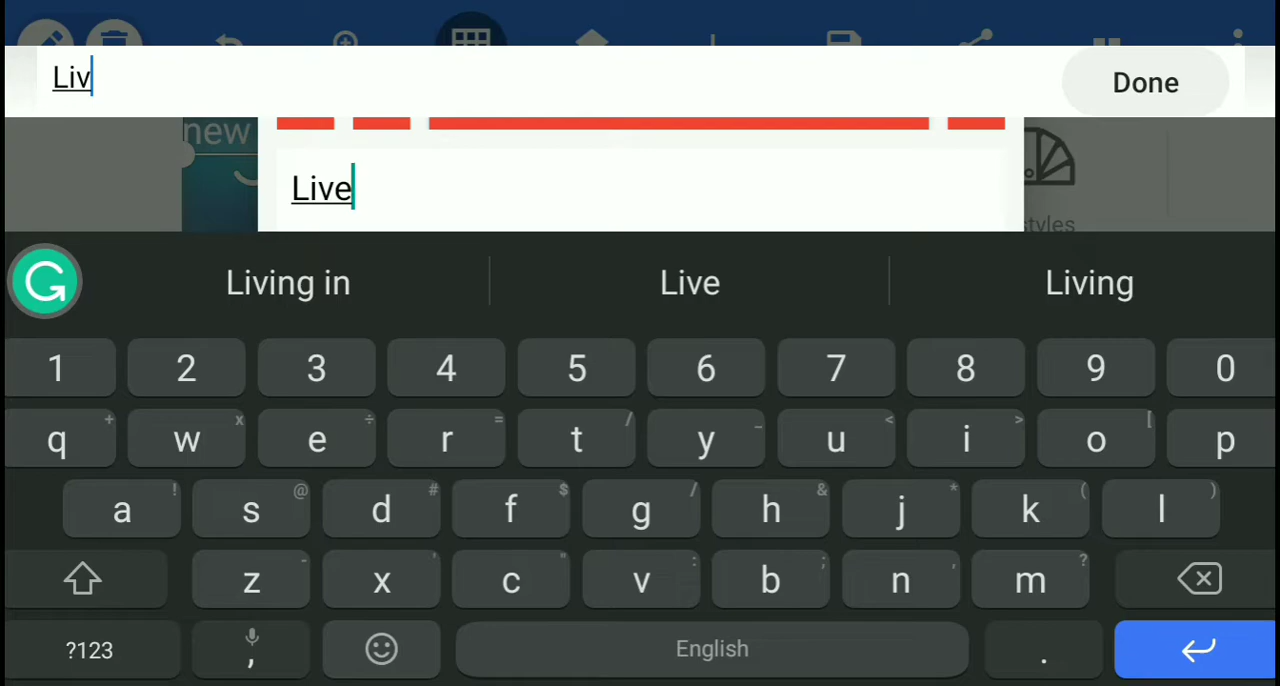 Liv
Done
new
Live
styles
Living in
Live
Living
1 2 3 4 5 6 7 8 9 0
q + w x e ÷ r = t / y _ u < i > o [ p
a ! s @ d # f $ g / h & j * k ( l )
z - x ' c " v : b ; n , m ?
?123 , English .